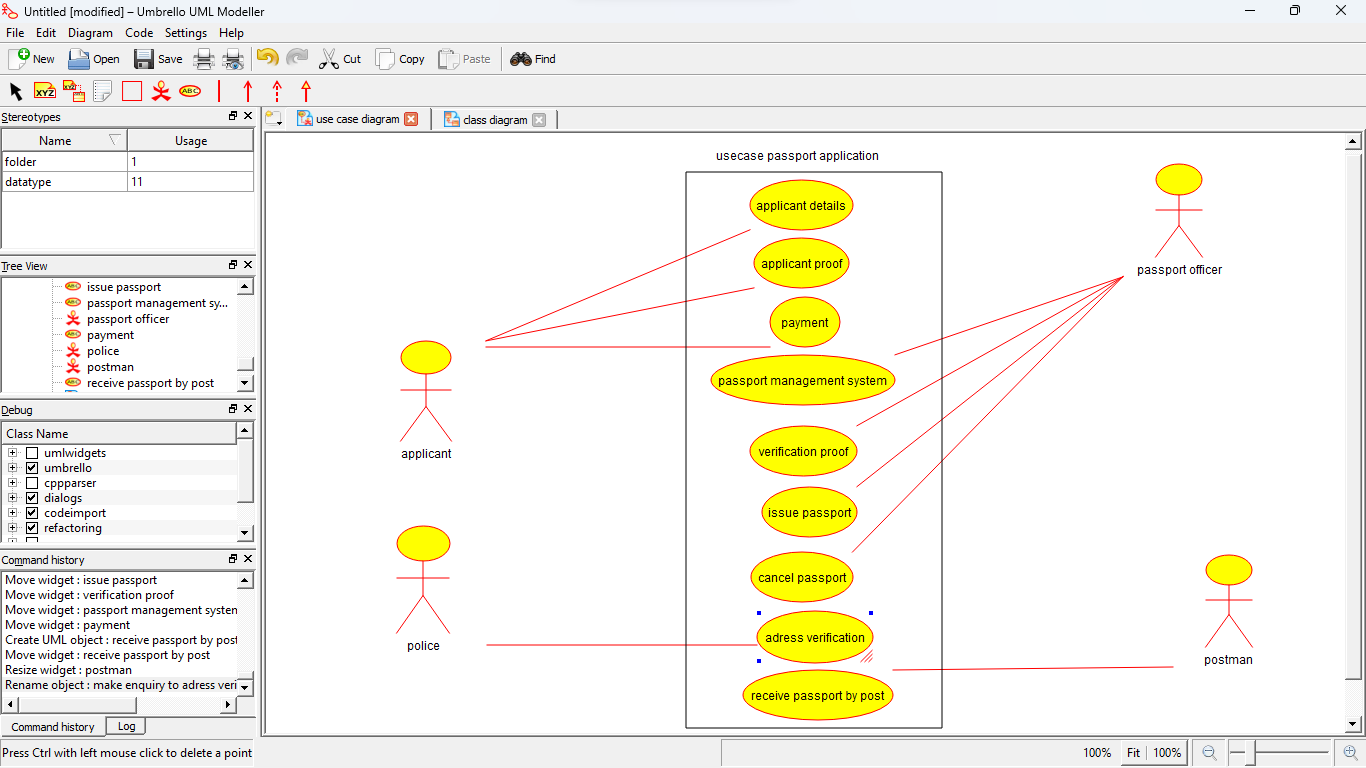 Untitled [modified] – Umbrello UML Modeller
File Edit Diagram Code Settings Help
New Open Save Cut Copy Paste Find
XYZ XYZ ABC
Stereotypes
Name Usage
folder 1
datatype 11
Tree View
issue passport
passport management sy...
passport officer
payment
police
postman
receive passport by post
Debug
Class Name
umlwidgets
umbrello
cppparser
dialogs
codeimport
refactoring
Command history
Move widget : issue passport
Move widget : verification proof
Move widget : passport management systen
Move widget : payment
Create UML object : receive passport by post
Move widget : receive passport by post
Resize widget : postman
Rename object : make enquiry to adress veri
Command history Log
use case diagram class diagram
usecase passport application
applicant details
applicant proof
payment
passport management system
verification proof
issue passport
cancel passport
adress verification
receive passport by post
applicant
police
passport officer
postman
Press Ctrl with left mouse click to delete a point
100% Fit 100%